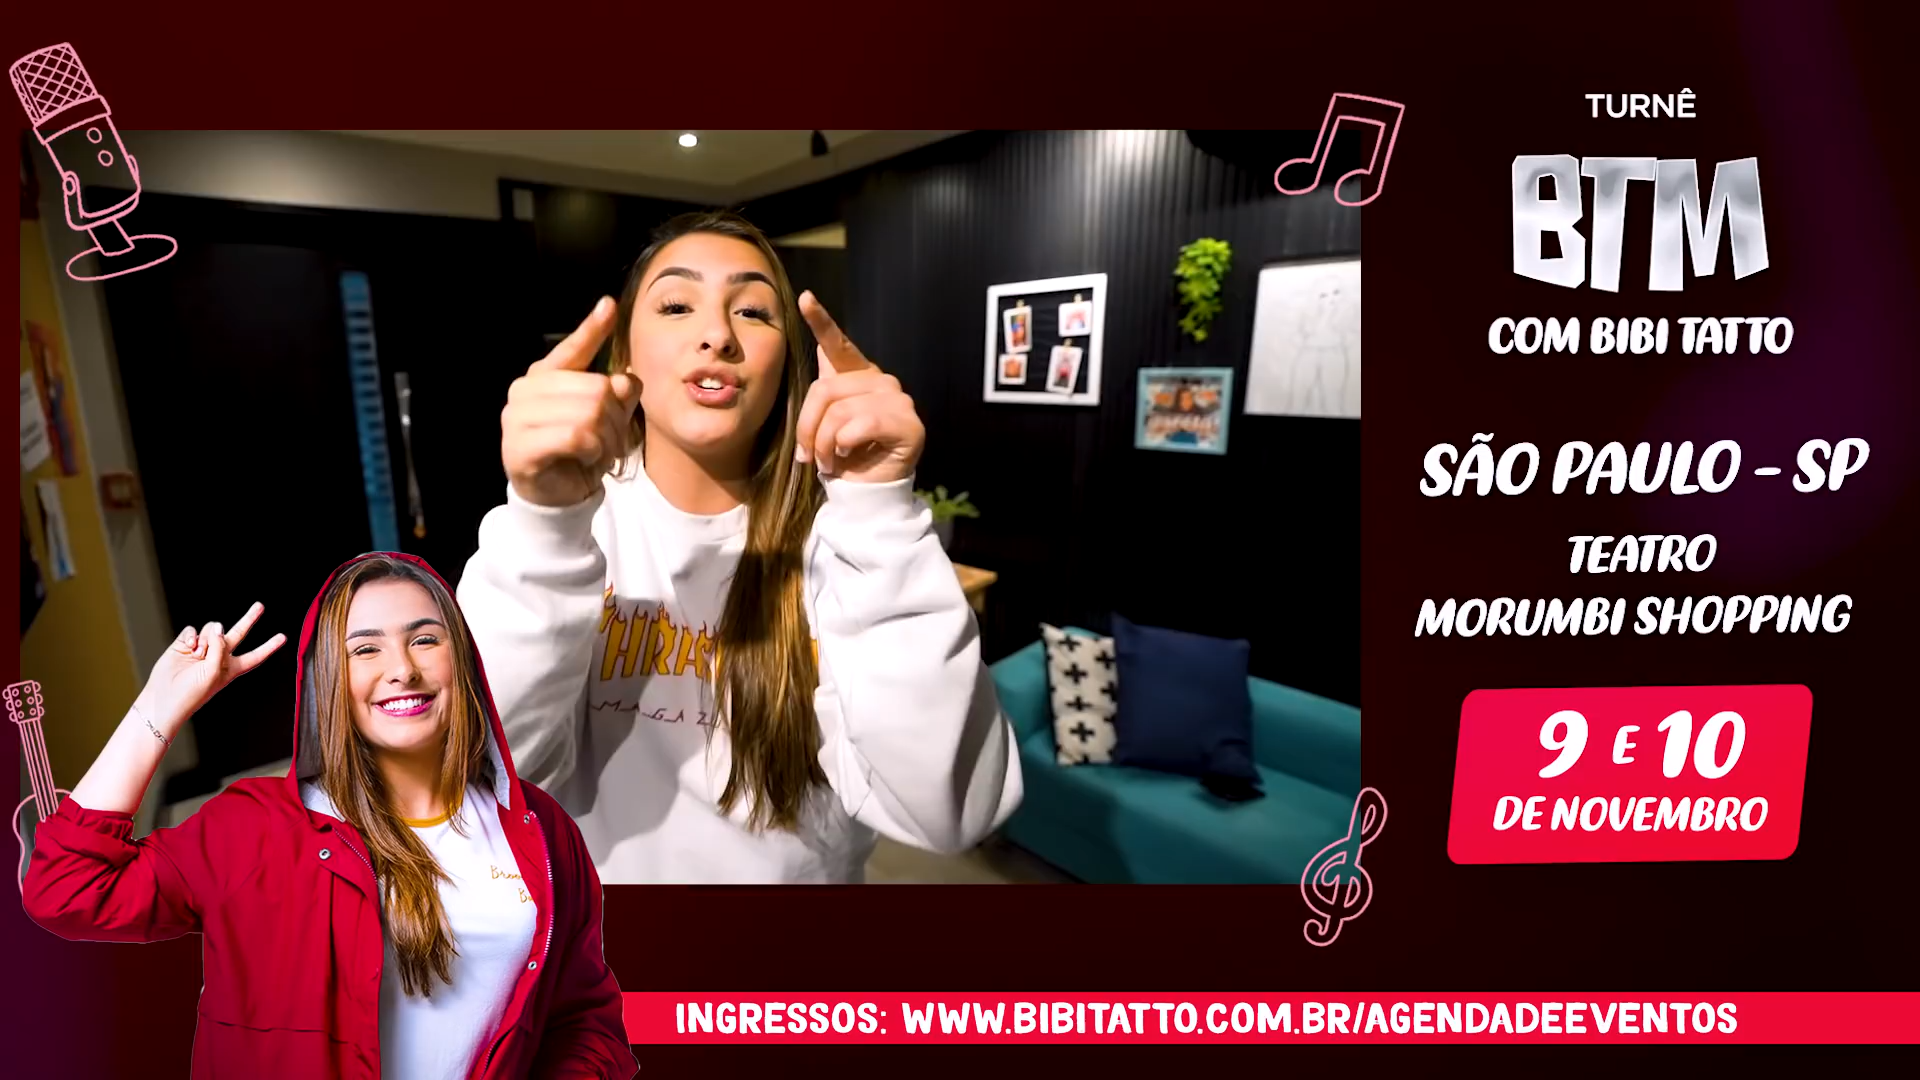 TURNÊ
BTM
COM BIBI TATTO
SÃO PAULO - SP
TEATRO
MORUMBI SHOPPING
9 E 10
DE NOVEMBRO
INGRESSOS: WWW.BIBITATTO.COM.BR/AGENDADEEVENTOS